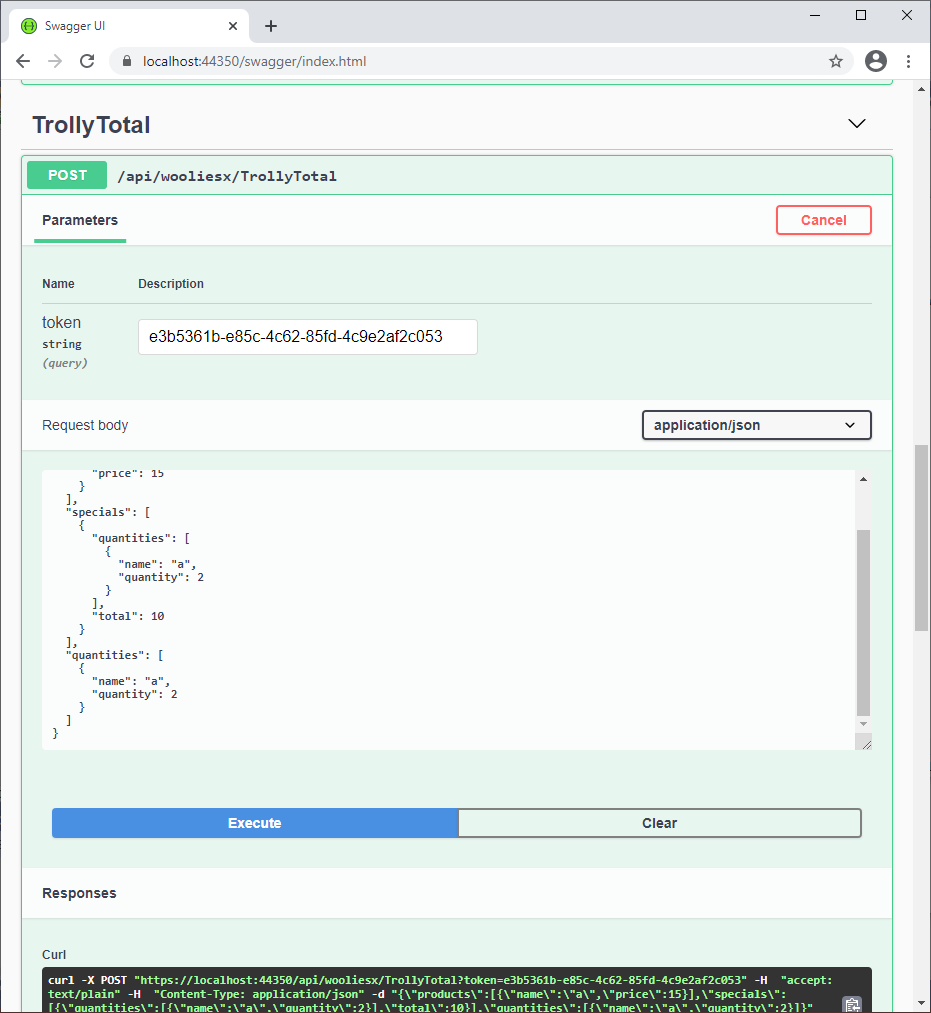 Swagger UI
localhost:44350/swagger/index.html
TrollyTotal
POST /api/wooliesx/TrollyTotal
Parameters
Cancel
Name Description
token
string
(query)
e3b5361b-e85c-4c62-85fd-4c9e2af2c053
Request body
application/json
"price": 15
}
],
"specials": [
{
"quantities": [
{
"name": "a",
"quantity": 2
}
],
"total": 10
}
],
"quantities": [
{
"name": "a",
"quantity": 2
}
]
}
Execute Clear
Responses
Curl
curl -X POST "https://localhost:44350/api/wooliesx/TrollyTotal?token=e3b5361b-e85c-4c62-85fd-4c9e2af2c053" -H "accept:
text/plain" -H "Content-Type: application/json" -d "{\"products\":[{\"name\":\"a\",\"price\":15}],\"specials\":
[{\"quantities\":[{\"name\":\"a\",\"quantity\":2}],\"total\":10}],\"quantities\":[{\"name\":\"a\",\"quantity\":2}]}"